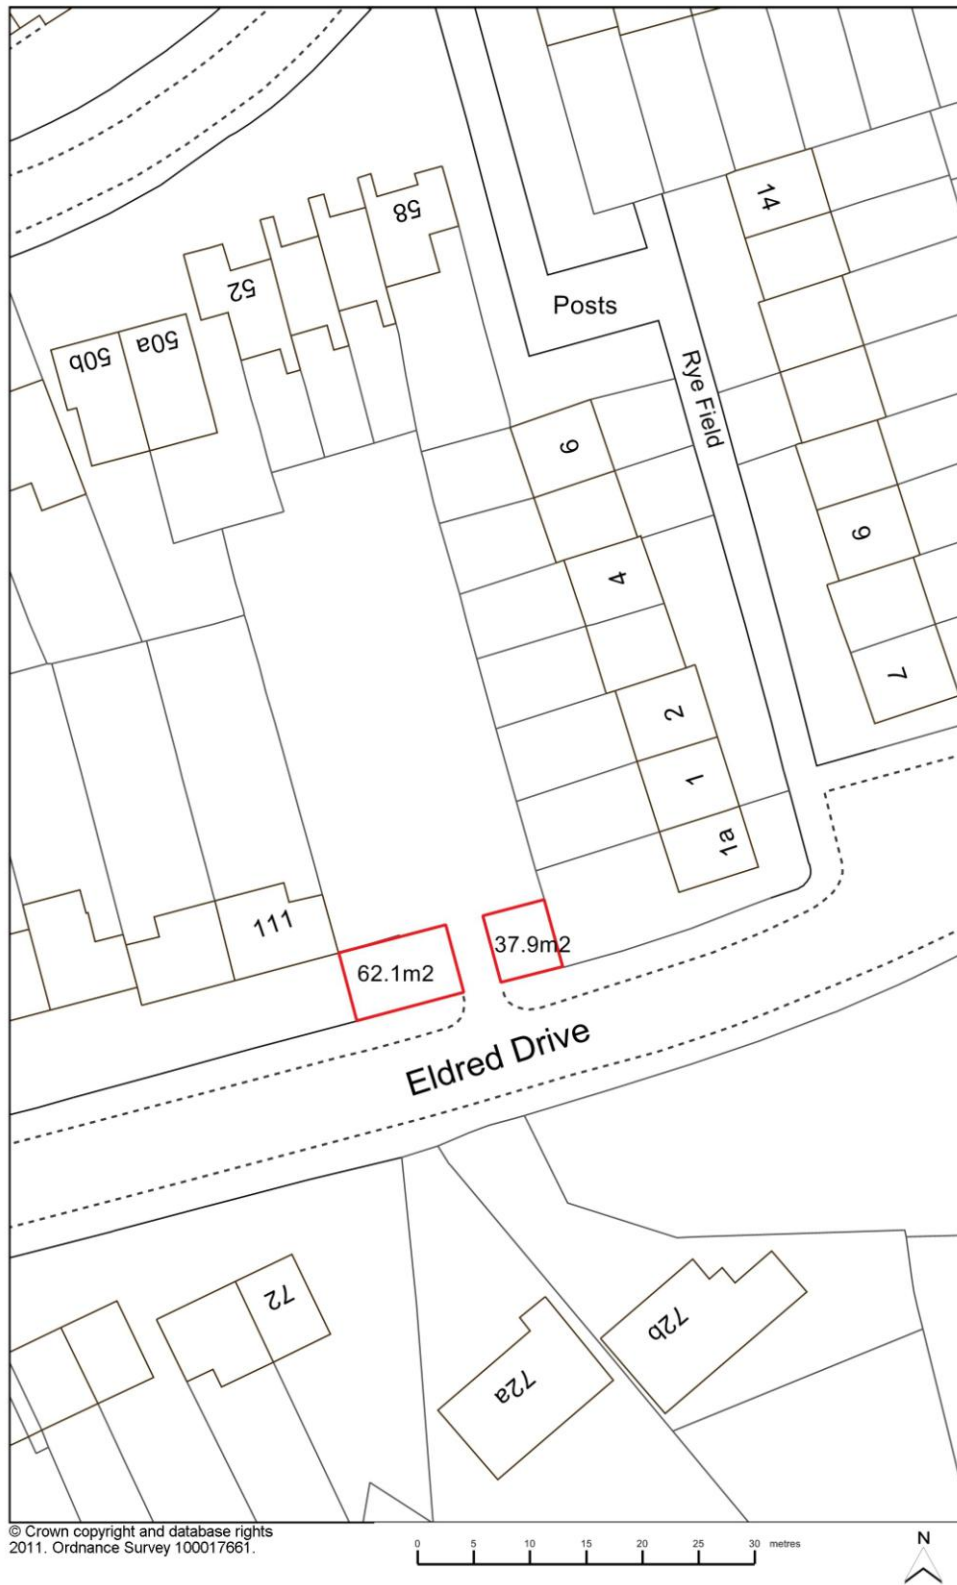 14
58
52
Posts
50a
50b
Rye Field
6
6
4
7
2
1
1a
111
37.9m2
62.1m2
Eldred Drive
72
72b
72a
© Crown copyright and database rights
2011. Ordnance Survey 100017661.
0 5 10 15 20 25 30 metres
N